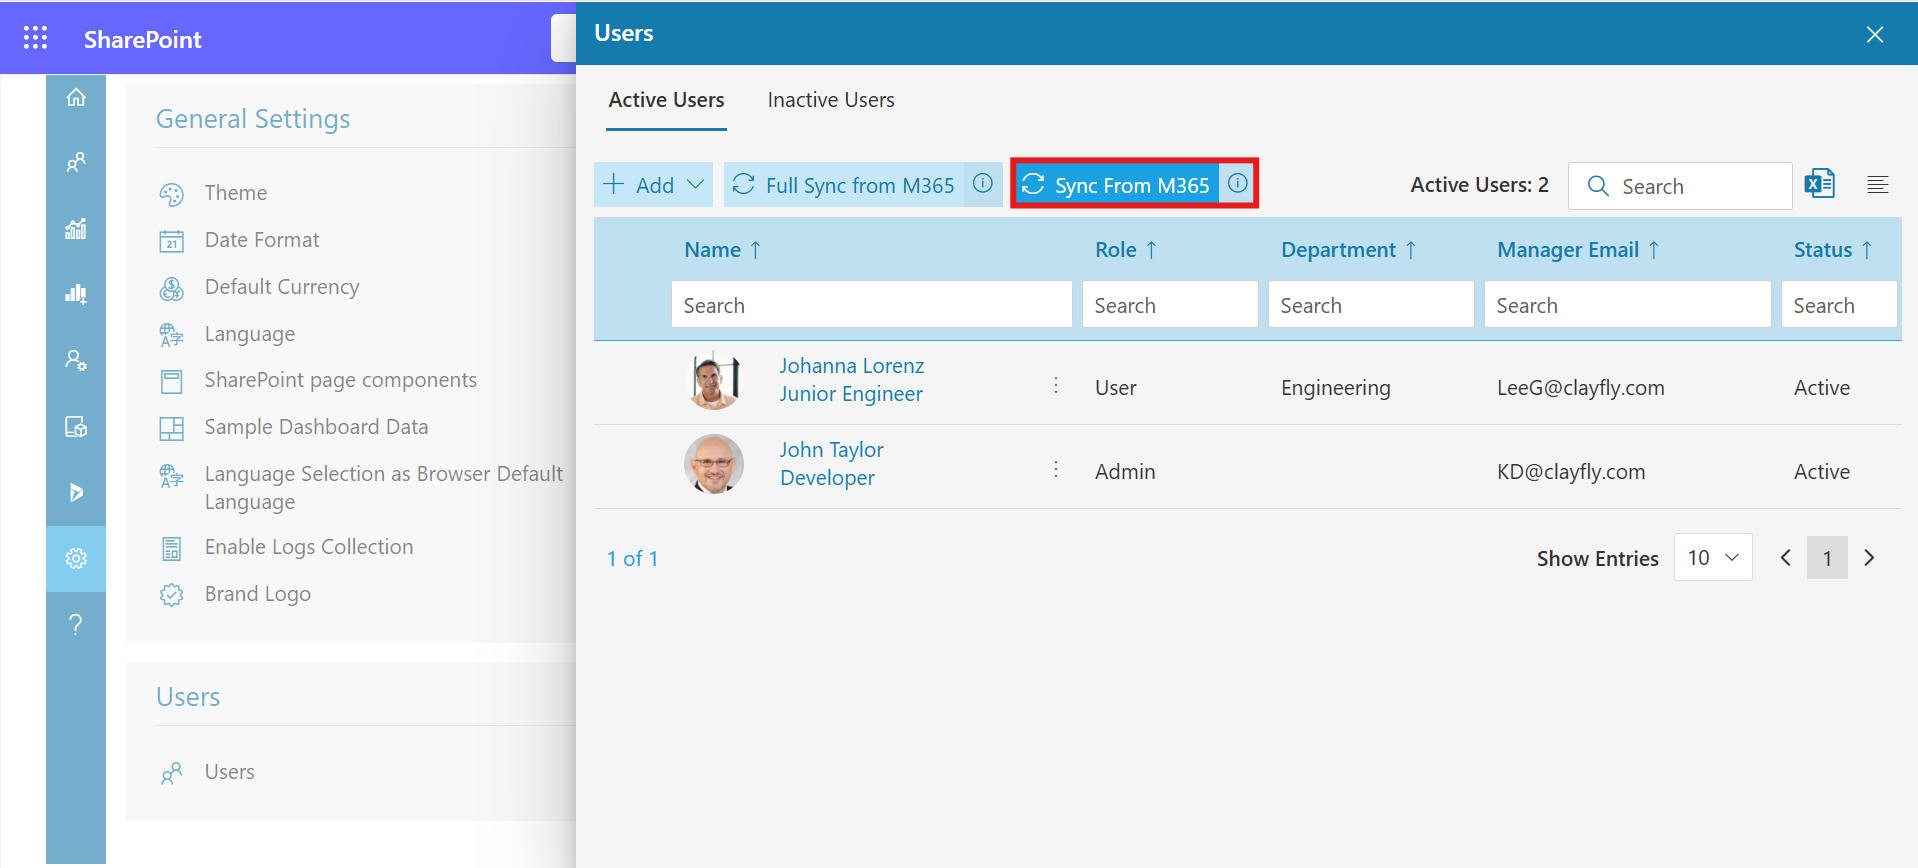 SharePoint
General Settings
Theme
21
Date Format
Default Currency
Language
SharePoint page components
Sample Dashboard Data
Language Selection as Browser Default
Language
Enable Logs Collection
Brand Logo
Users
Users
Users
Active Users
Inactive Users
Add
Full Sync from M365
Sync From M365
Active Users: 2
Search
Name ↑ Role ↑ Department ↑ Manager Email ↑ Status ↑
Search Search Search Search Search
Johanna Lorenz
Junior Engineer
User Engineering LeeG@clayfly.com Active
John Taylor
Developer
Admin KD@clayfly.com Active
1 of 1
Show Entries 10 1